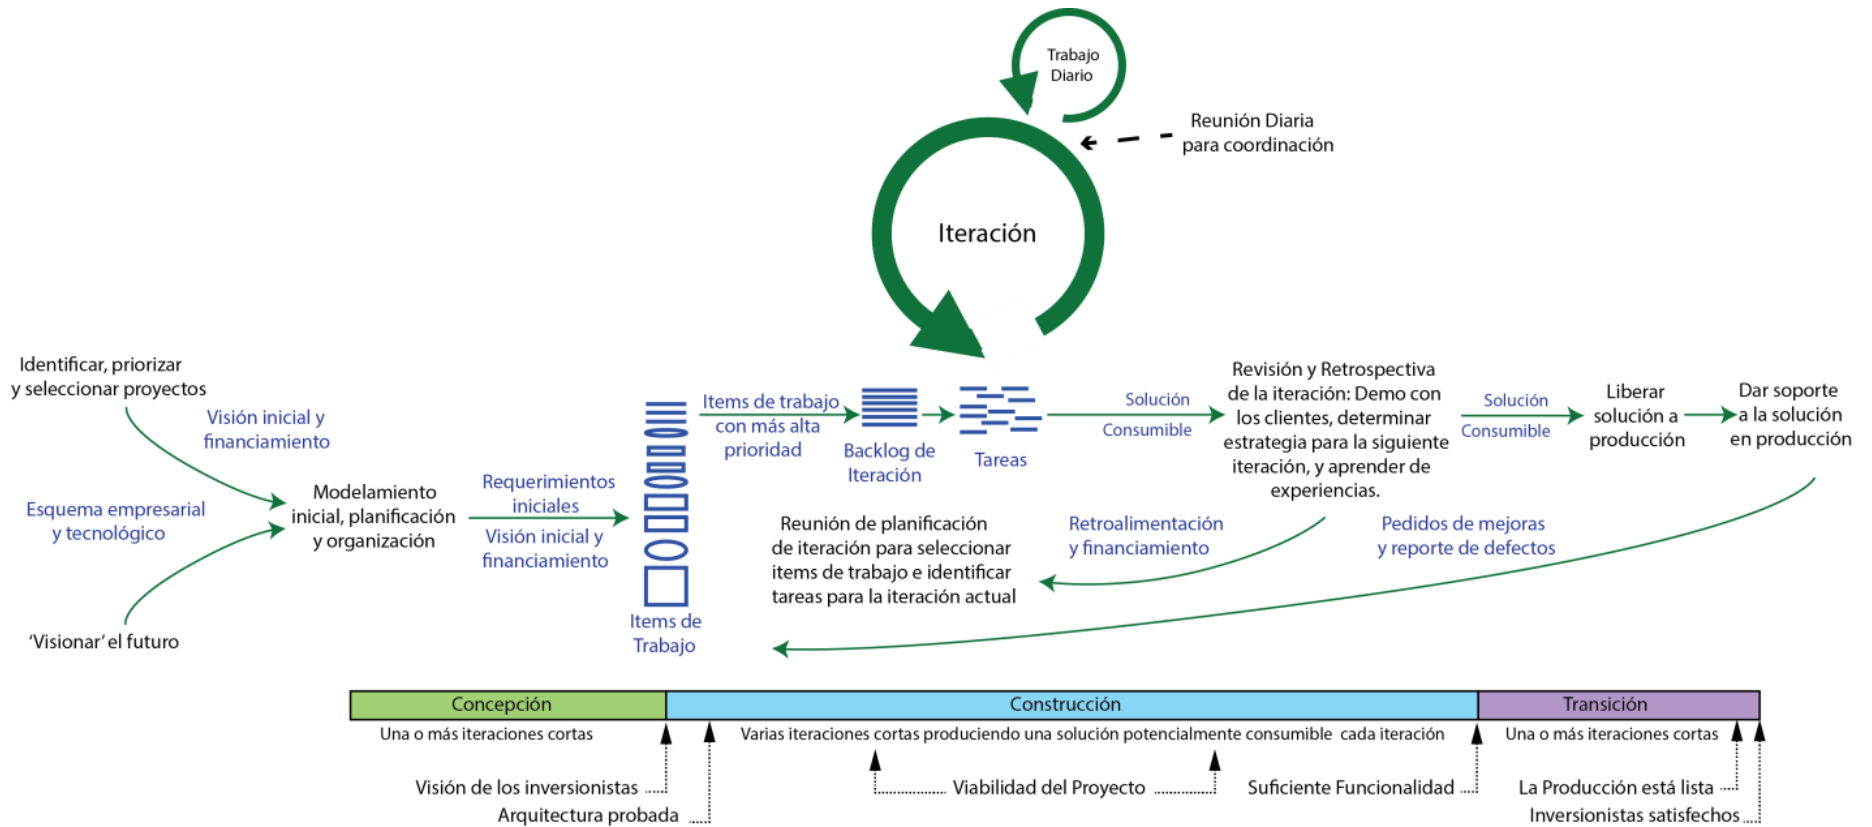 Trabajo
Diario
Reunión Diaria
para coordinación
Iteración
Identificar, priorizar
y seleccionar proyectos
Visión inicial y
financiamiento
Esquema empresarial
y tecnológico
‘Visionar’ el futuro
Modelamiento
inicial, planificación
y organización
Requerimientos
iniciales
Visión inicial y
financiamiento
Items de
Trabajo
Items de trabajo
con más alta
prioridad
Backlog de
Iteración
Tareas
Solución
Consumible
Revisión y Retrospectiva
de la iteración: Demo con
los clientes, determinar
estrategia para la siguiente
iteración, y aprender de
experiencias.
Solución
Consumible
Liberar
solución a
producción
Dar soporte
a la solución
en producción
Reunión de planificación
de iteración para seleccionar
items de trabajo e identificar
tareas para la iteración actual
Retroalimentación
y financiamiento
Pedidos de mejoras
y reporte de defectos
Concepción
Construcción
Transición
Una o más iteraciones cortas
Varias iteraciones cortas produciendo una solución potencialmente consumible cada iteración
Una o más iteraciones cortas
Visión de los inversionistas
Arquitectura probada
Viabilidad del Proyecto
Suficiente Funcionalidad
La Producción está lista
Inversionistas satisfechos